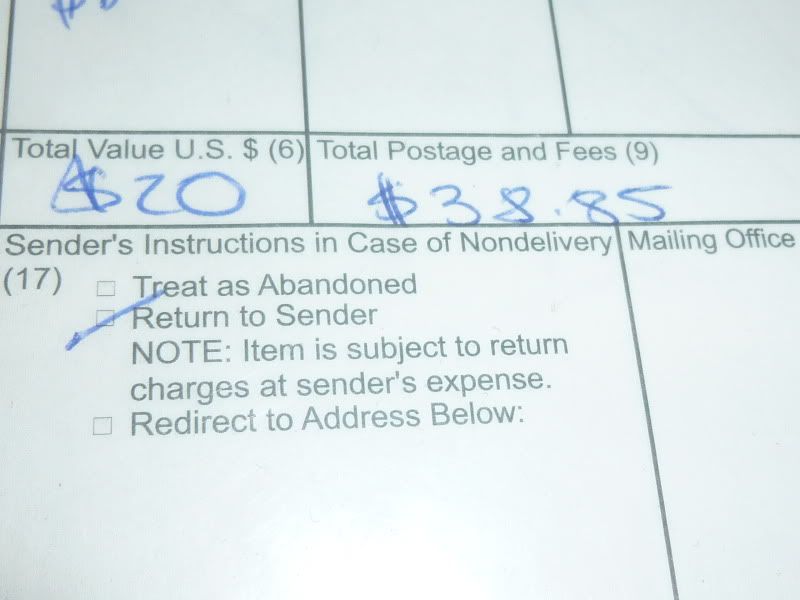 Total Value U.S. $ (6) Total Postage and Fees (9)
$20 $38.85
Sender's Instructions in Case of Nondelivery Mailing Office
(17)
Treat as Abandoned
Return to Sender
NOTE: Item is subject to return
charges at sender's expense.
Redirect to Address Below: